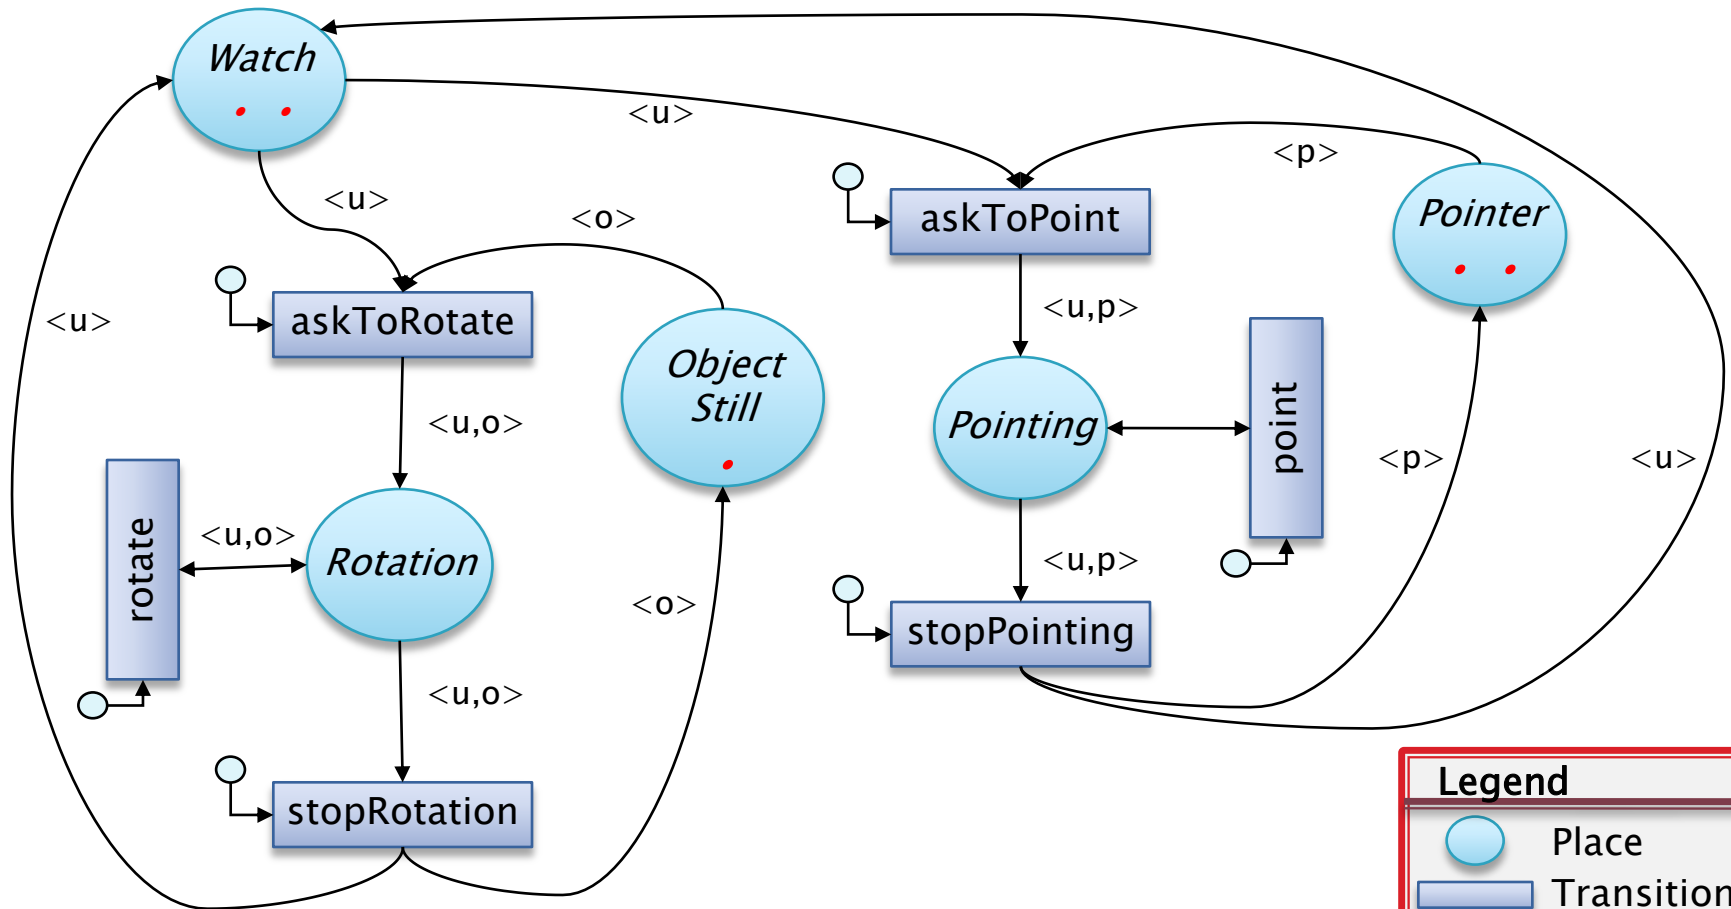 Watch
<u>
<p>
<u>
<o>
askToPoint
Pointer
<u>
askToRotate
<u,p>
Object
Still
<u,o>
Pointing
point
<p>
<u>
rotate
<u,o>
Rotation
<u,p>
<o>
stopPointing
<u,o>
stopRotation
Legend
Place
Transition